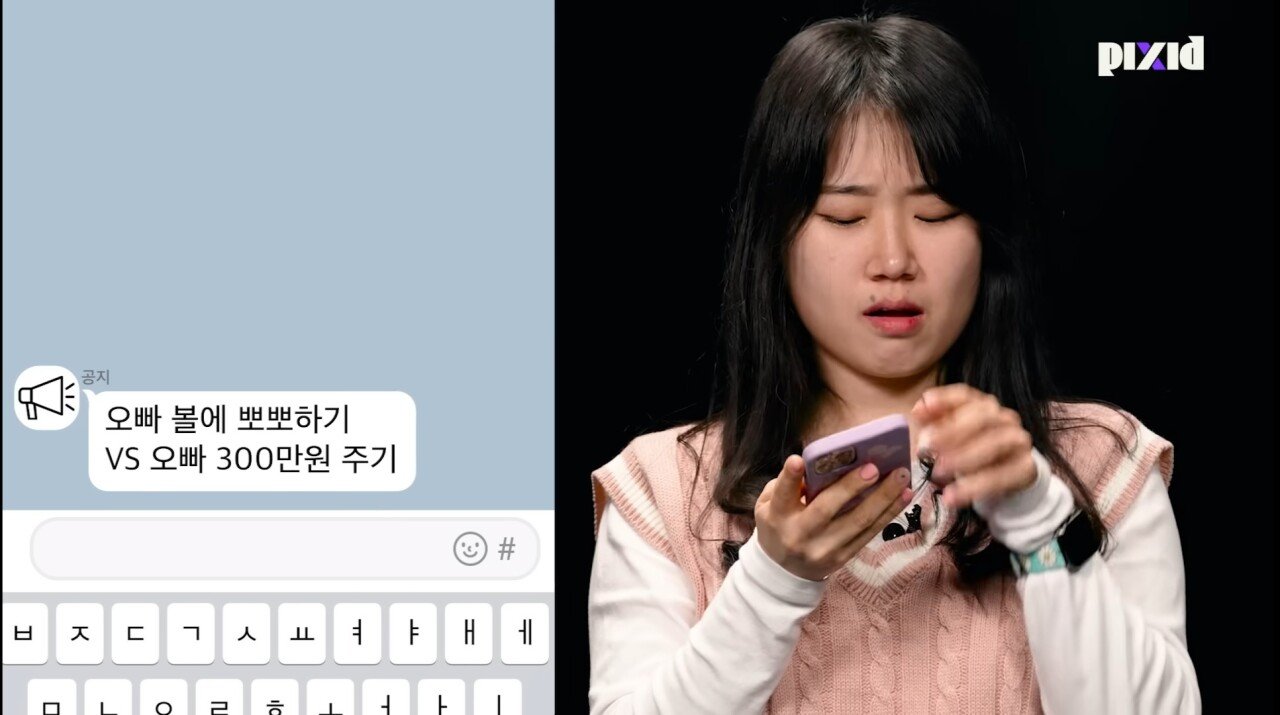 pixid
공지
오빠 볼에 뽀뽀하기
VS 오빠 300만원 주기
#
ㅂ ㅈ ㄷ ㄱ ㅅ ㅛ ㅕ ㅑ ㅐ ㅔ
ㅁ ㄴ ㅇ ㄹ ㅎ ㅗ ㅓ ㅏ ㅣ